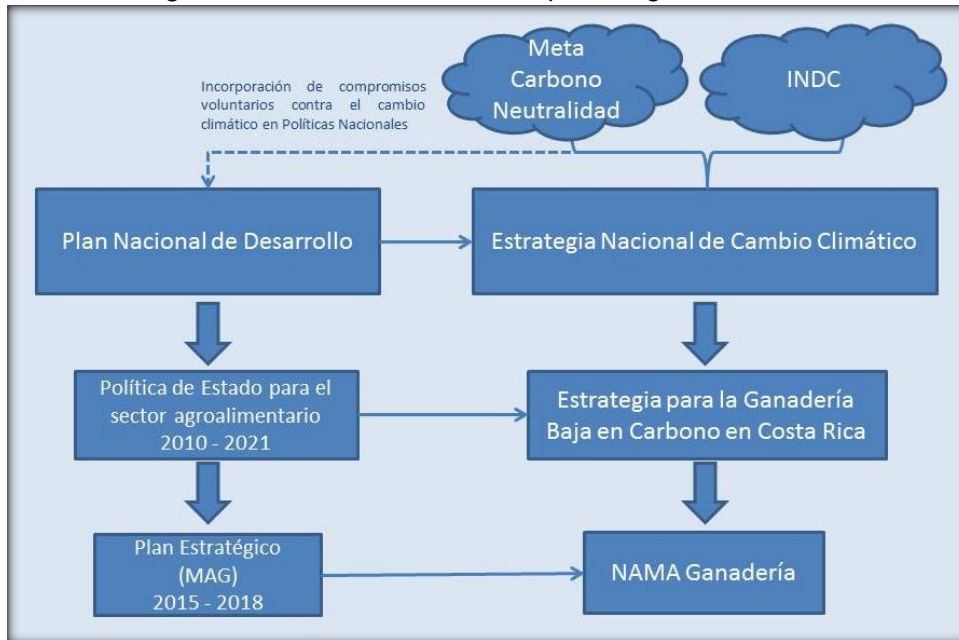 Meta
Carbono
Neutralidad
INDC
Incorporación de compromisos
voluntarios contra el cambio
climático en Políticas Nacionales
Plan Nacional de Desarrollo
Estrategia Nacional de Cambio Climático
Política de Estado para el
sector agroalimentario
2010 - 2021
Estrategia para la Ganadería
Baja en Carbono en Costa Rica
Plan Estratégico
(MAG)
2015 - 2018
NAMA Ganadería